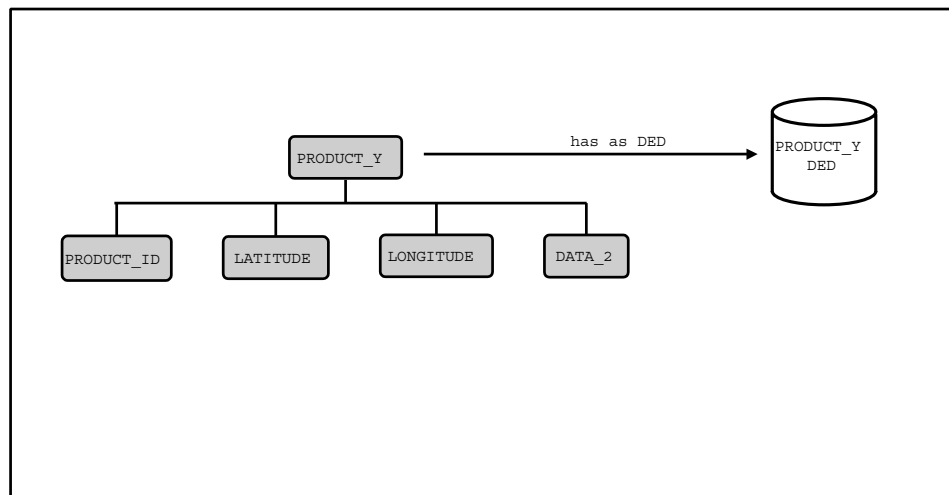 has as DED
PRODUCT_Y
PRODUCT_Y
DED
PRODUCT_ID
LATITUDE
LONGITUDE
DATA_2